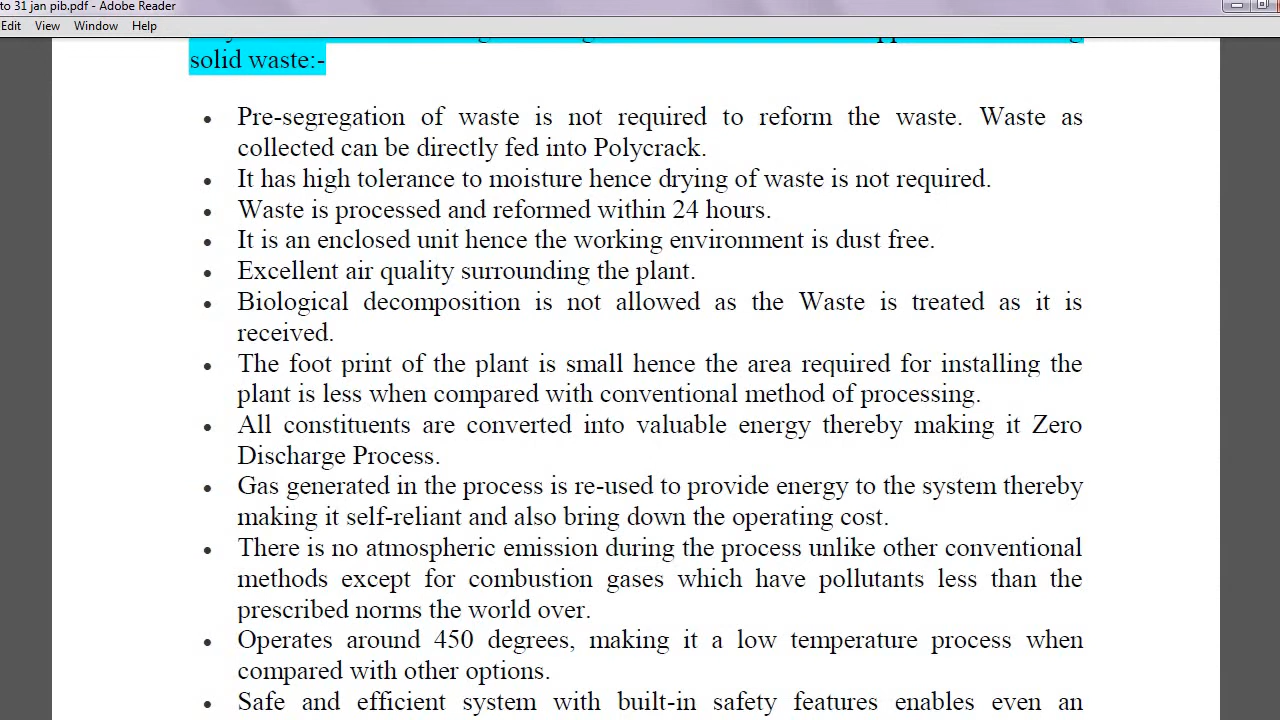 to 31 jan pib.pdf - Adobe Reader
Edit View Window Help
solid waste:-
• Pre-segregation of waste is not required to reform the waste. Waste as
collected can be directly fed into Polycrack.
• It has high tolerance to moisture hence drying of waste is not required.
• Waste is processed and reformed within 24 hours.
• It is an enclosed unit hence the working environment is dust free.
• Excellent air quality surrounding the plant.
• Biological decomposition is not allowed as the Waste is treated as it is
received.
• The foot print of the plant is small hence the area required for installing the
plant is less when compared with conventional method of processing.
• All constituents are converted into valuable energy thereby making it Zero
Discharge Process.
• Gas generated in the process is re-used to provide energy to the system thereby
making it self-reliant and also bring down the operating cost.
• There is no atmospheric emission during the process unlike other conventional
methods except for combustion gases which have pollutants less than the
prescribed norms the world over.
• Operates around 450 degrees, making it a low temperature process when
compared with other options.
• Safe and efficient system with built-in safety features enables even an